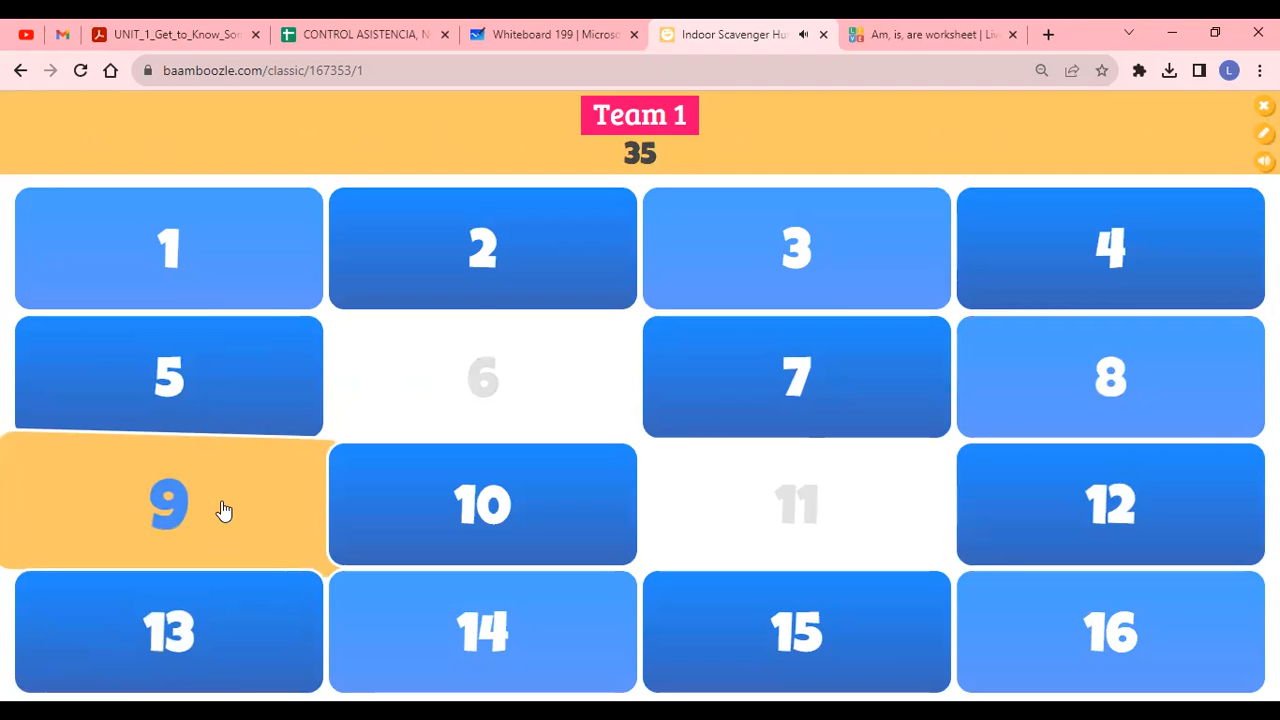 UNIT_1_Get_to_Know_Som
CONTROL ASISTENCIA, N
Whiteboard 199 | Microso
Indoor Scavenger Hu
Am, is, are worksheet | Liv
baamboozle.com/classic/167353/1
L
Team 1
35
1
2
3
4
5
6
7
8
9
10
11
12
13
14
15
16